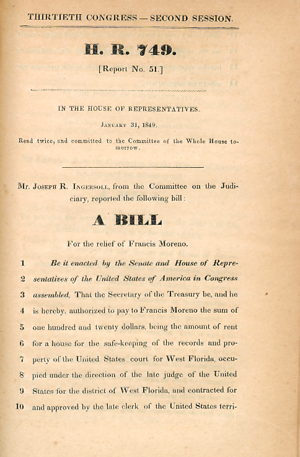 THIRTIETH CONGRESS — SECOND SESSION.
H. R. 749.
[Report No. 51.]
IN THE HOUSE OF REPRESENTATIVES.
JANUARY 31, 1849.
Read twice, and committed to the Committee of the Whole House to-
morrow.
Mr. JOSEPH R. INGERSOLL, from the Committee on the Judi-
ciary, reported the following bill:
A BILL
For the relief of Francis Moreno.
1 Be it enacted by the Senate and House of Repre-
2 sentatives of the United States of America in Congress
3 assembled, That the Secretary of the Treasury be, and he
4 is hereby, authorized to pay to Francis Moreno the sum of
5 one hundred and twenty dollars, being the amount of rent
6 for a house for the safe-keeping of the records and pro-
7 perty of the United States court for West Florida, occu-
8 pied under the direction of the late judge of the United
9 States for the district of West Florida, and contracted for
10 and approved by the late clerk of the United States terri-